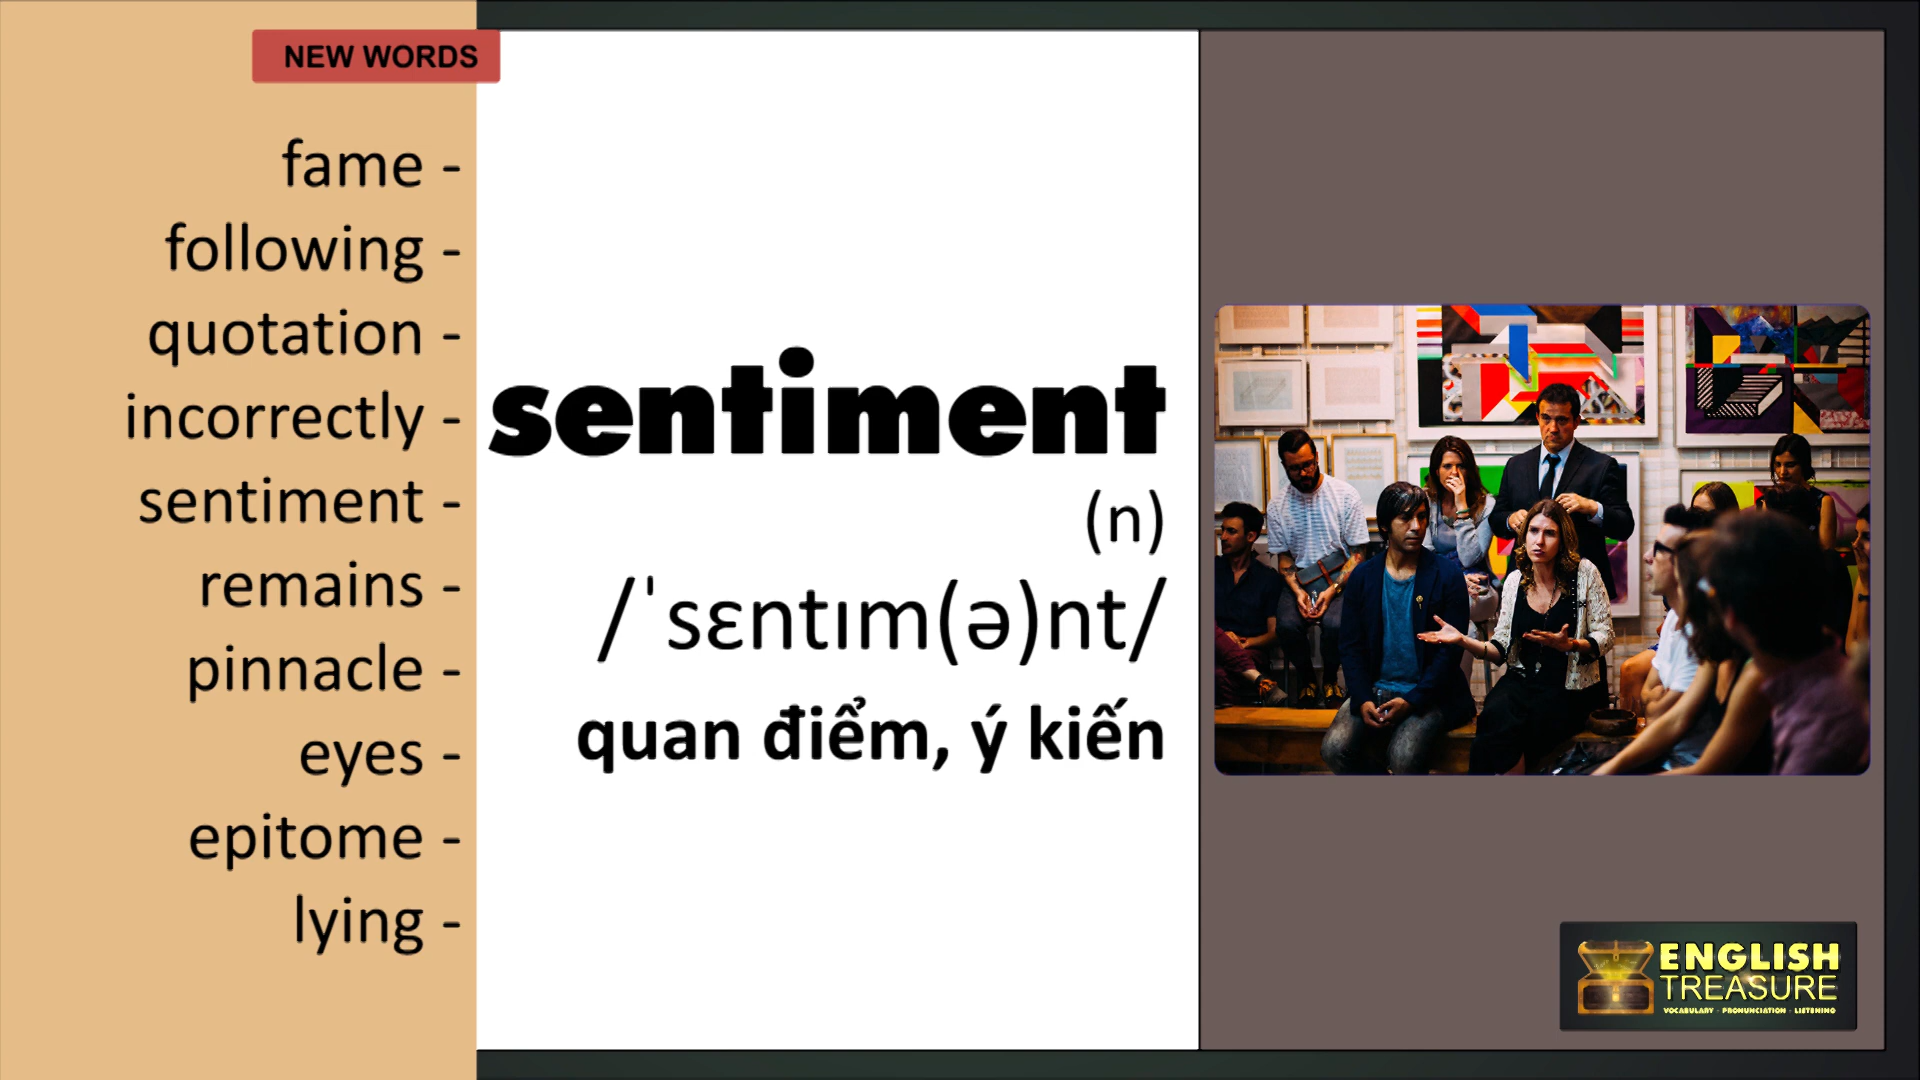 NEW WORDS
fame -
following -
quotation -
incorrectly -
sentiment -
remains -
pinnacle -
eyes -
epitome -
lying -
sentiment
(n)
/ˈsɛntɪm(ə)nt/
quan điểm, ý kiến
ENGLISH
TREASURE
VOCABULARY - PRONUNCIATION - LISTENING